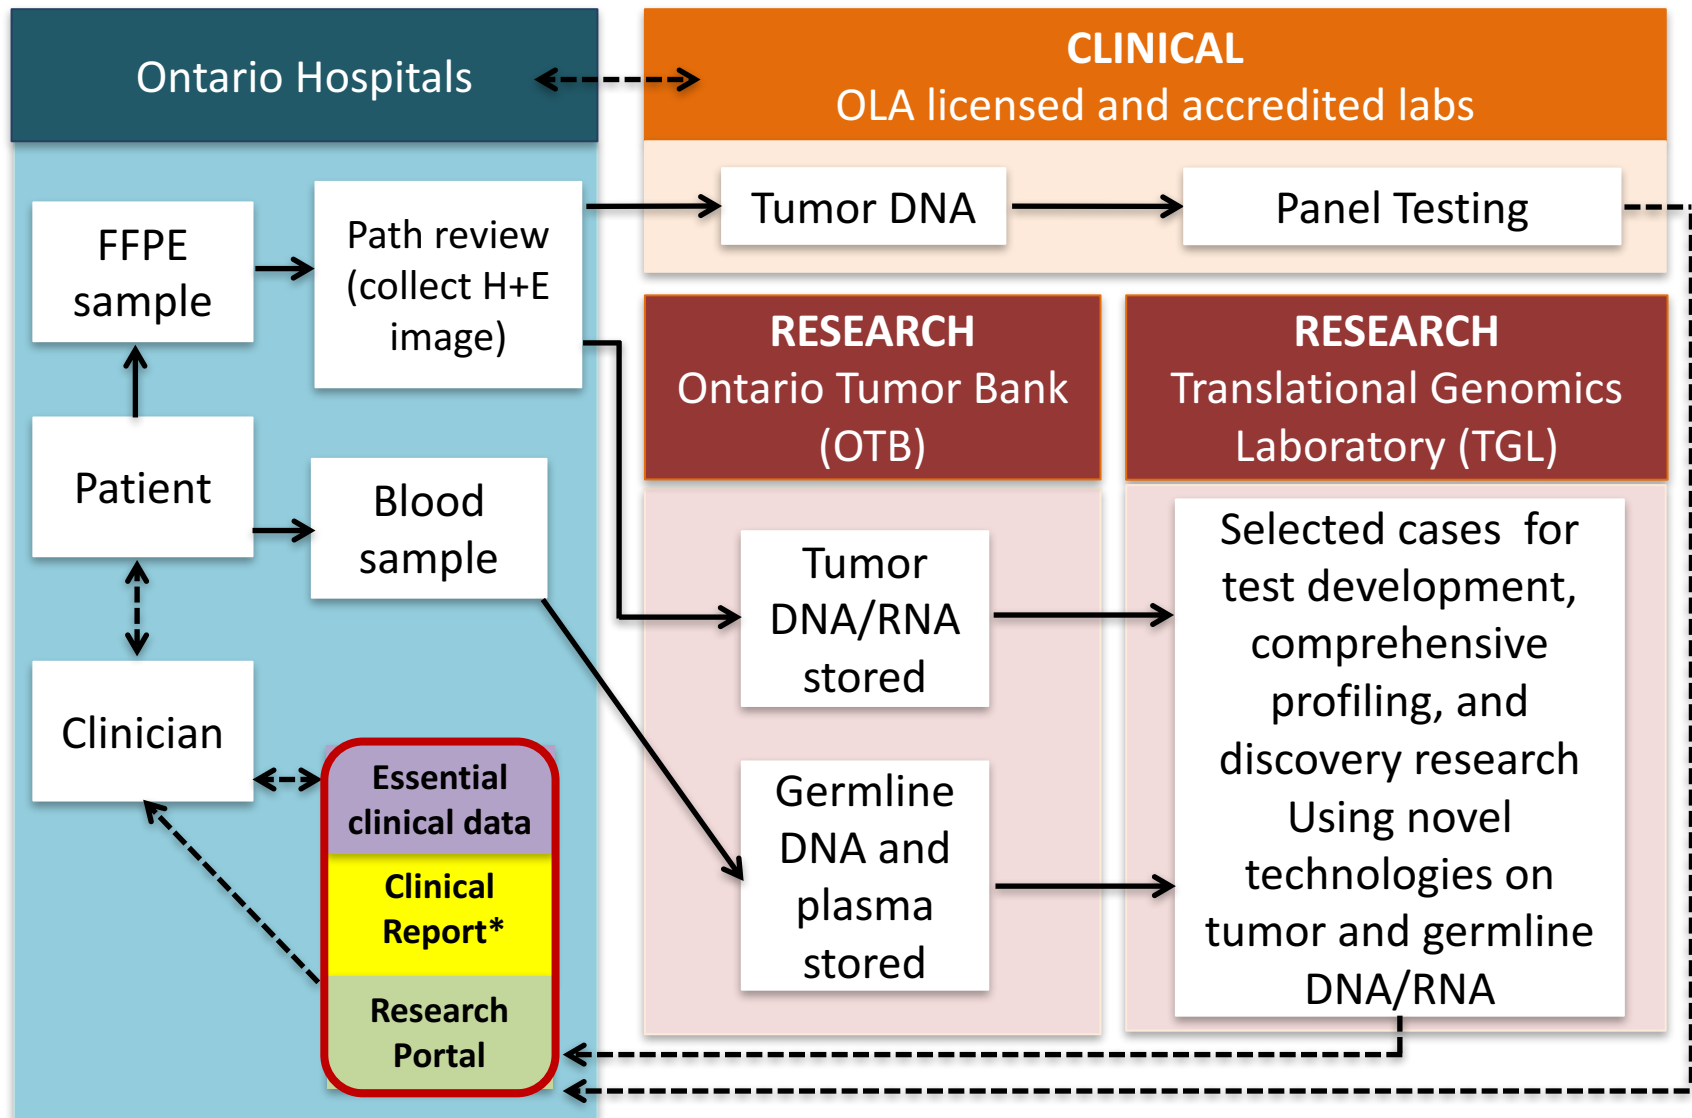 Ontario Hospitals
CLINICAL
OLA licensed and accredited labs
FFPE
sample
Path review
(collect H+E
image)
Tumor DNA
Panel Testing
Patient
Blood
sample
Clinician
Essential
clinical data
Clinical
Report*
Research
Portal
RESEARCH
Ontario Tumor Bank
(OTB)
Tumor
DNA/RNA
stored
Germline
DNA and
plasma
stored
RESEARCH
Translational Genomics
Laboratory (TGL)
Selected cases for
test development,
comprehensive
profiling, and
discovery research
Using novel
technologies on
tumor and germline
DNA/RNA